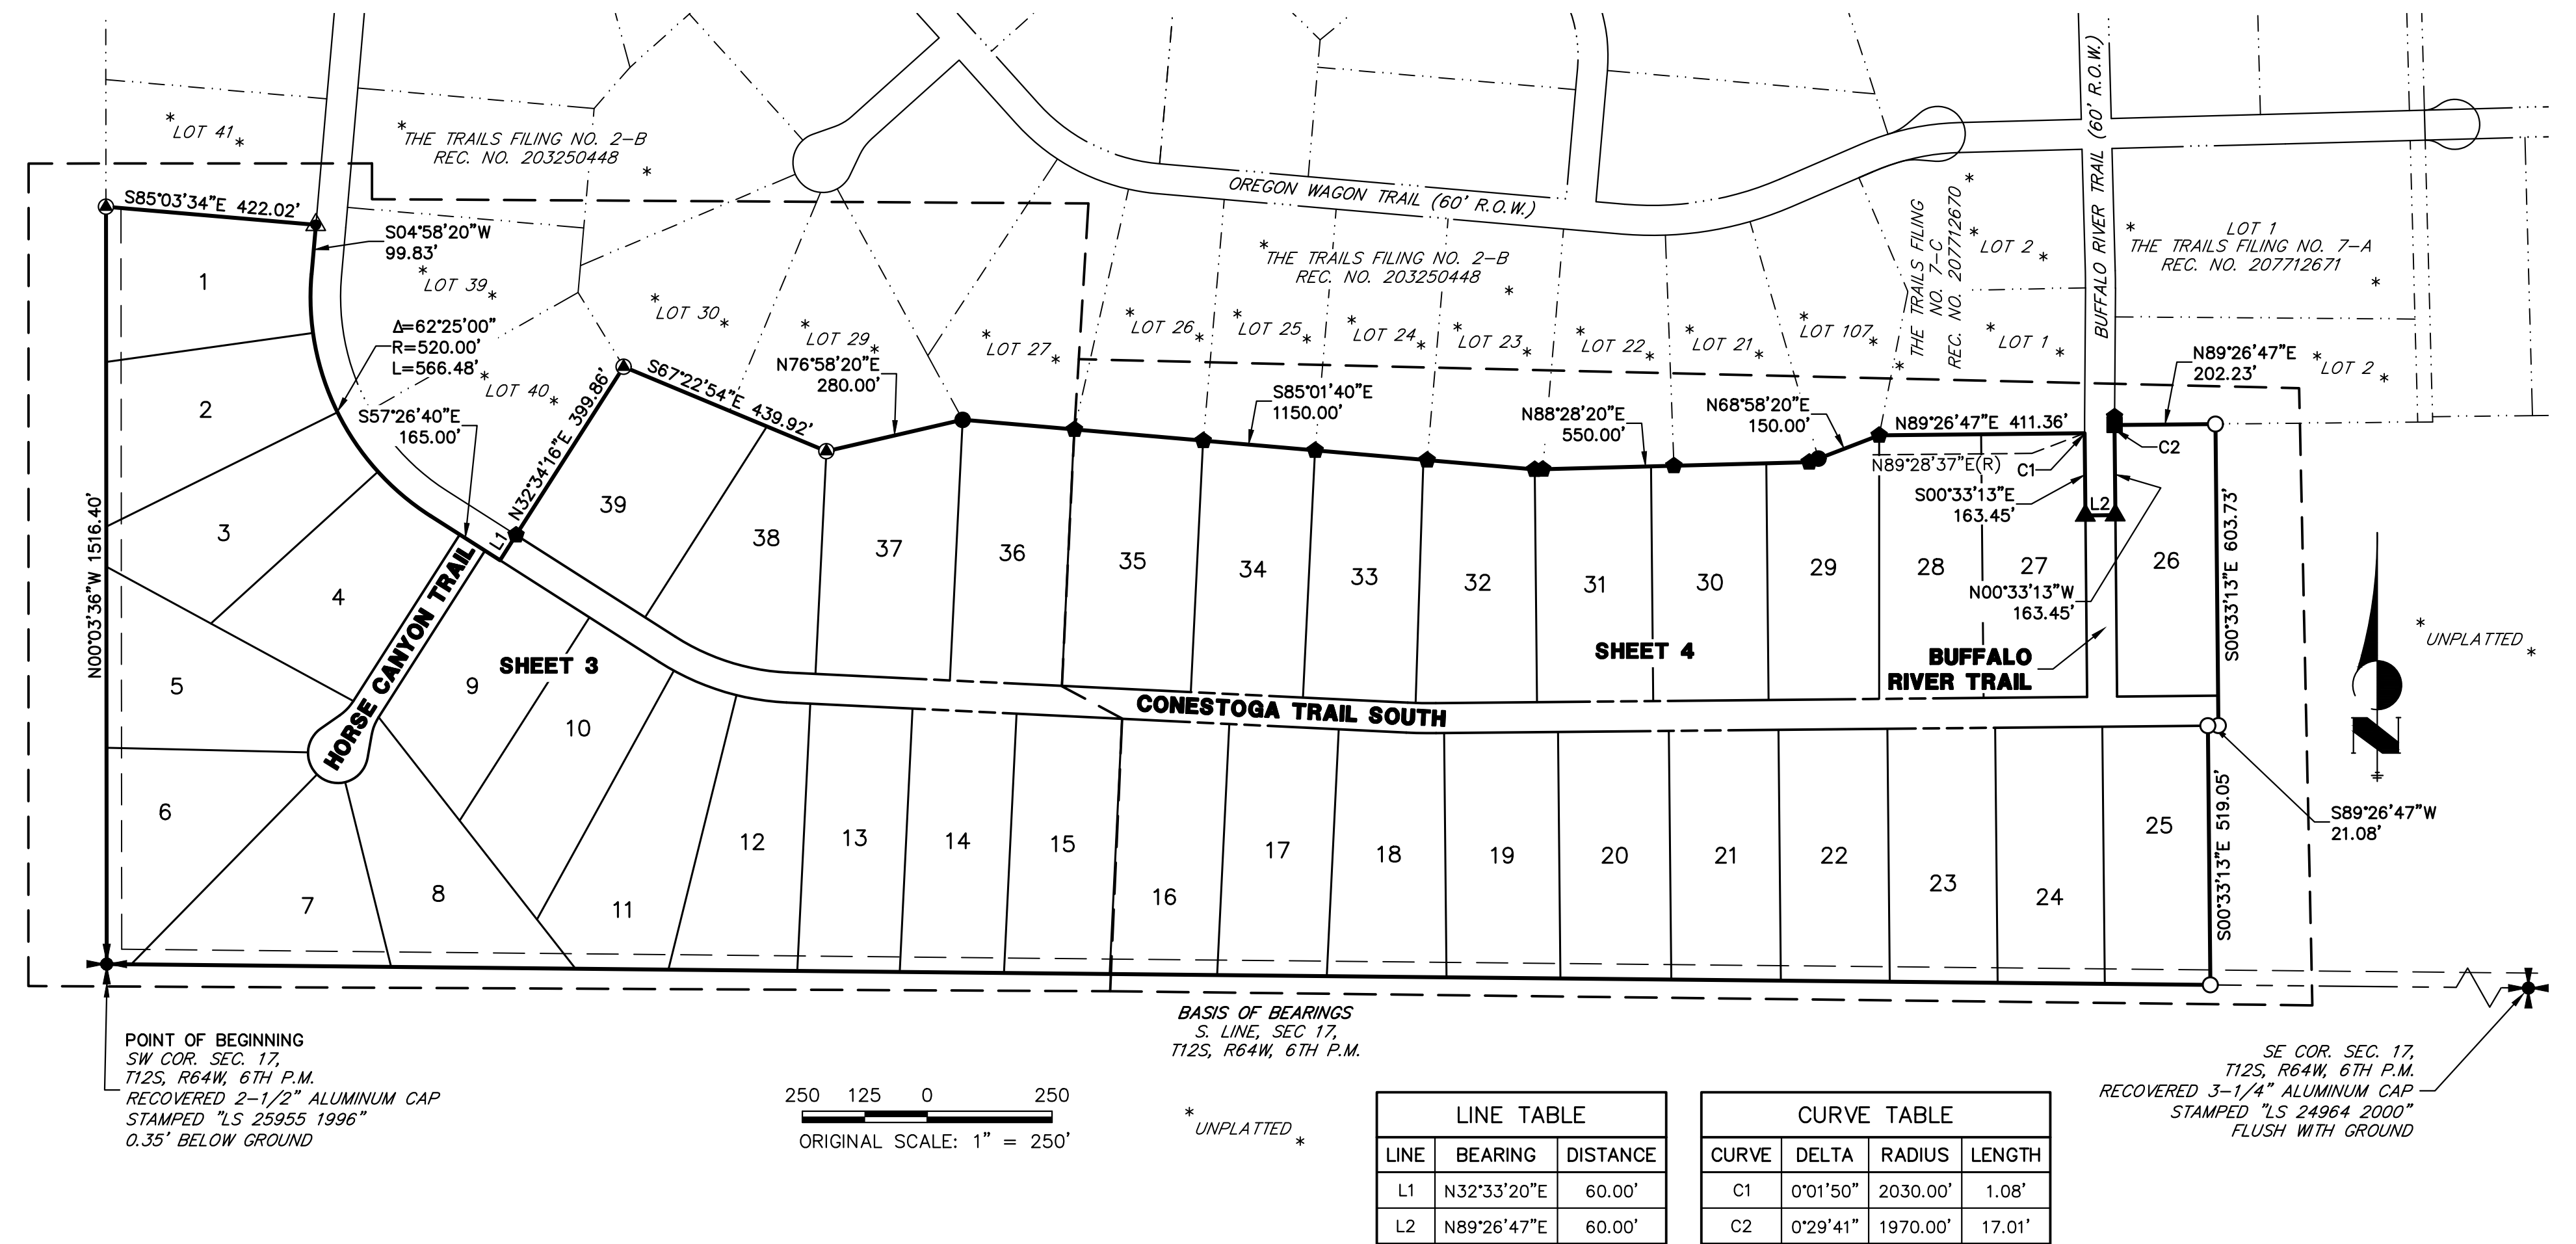 *LOT 41*
*THE TRAILS FILING NO. 2-B
REC. NO. 203250448*
S85°03'34"E 422.02'
S04°58'20"W
99.83'
*LOT 39*
Δ=62°25'00"
R=520.00'
L=566.48'
*LOT 40*
S57°26'40"E
165.00'
L1
N32°34'16"E 399.86'
*LOT 30*
S67°22'54"E 439.92'
*LOT 29*
N76°58'20"E
280.00'
*LOT 27*
OREGON WAGON TRAIL (60' R.O.W.)
*THE TRAILS FILING NO. 2-B
REC. NO. 203250448*
*LOT 26*
*LOT 25*
*LOT 24*
*LOT 23*
*LOT 22*
*LOT 21*
*LOT 107*
S85°01'40"E
1150.00'
N88°28'20"E
550.00'
N68°58'20"E
150.00'
*THE TRAILS FILING
NO. 7-C
REC. NO. 207712670*
*LOT 2*
*LOT 1*
BUFFALO RIVER TRAIL (60' R.O.W.)
*LOT 1
THE TRAILS FILING NO. 7-A
REC. NO. 207712671*
N89°26'47"E
202.23'
*LOT 2*
N89°26'47"E 411.36'
N89°28'37"E(R)
C1
C2
S00°33'13"E
163.45'
L2
N00°33'13"W
163.45'
S00°33'13"E 603.73'
BUFFALO
RIVER TRAIL
*UNPLATTED*
N
N00°03'36"W 1516.40'
1
2
3
4
5
6
7
8
9
10
11
12
13
14
15
16
17
18
19
20
21
22
23
24
25
26
27
28
29
30
31
32
33
34
35
36
37
38
39
HORSE CANYON TRAIL
SHEET 3
SHEET 4
CONESTOGA TRAIL SOUTH
S89°26'47"W
21.08'
S00°33'13"E 519.05'
POINT OF BEGINNING
SW COR. SEC. 17,
T12S, R64W, 6TH P.M.
RECOVERED 2-1/2" ALUMINUM CAP
STAMPED "LS 25955 1996"
0.35' BELOW GROUND
BASIS OF BEARINGS
S. LINE, SEC 17,
T12S, R64W, 6TH P.M.
SE COR. SEC. 17,
T12S, R64W, 6TH P.M.
RECOVERED 3-1/4" ALUMINUM CAP
STAMPED "LS 24964 2000"
FLUSH WITH GROUND
250 125 0 250
ORIGINAL SCALE: 1" = 250'
*UNPLATTED*
LINE TABLE
LINE BEARING DISTANCE
L1 N32°33'20"E 60.00'
L2 N89°26'47"E 60.00'
CURVE TABLE
CURVE DELTA RADIUS LENGTH
C1 0°01'50" 2030.00' 1.08'
C2 0°29'41" 1970.00' 17.01'